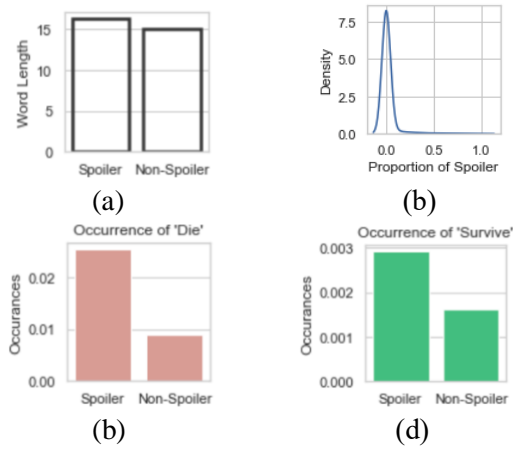 Word Length
15
10
5
0
Spoiler Non-Spoiler
(a)
Density
7.5
5.0
2.5
0.0
0.0 0.5 1.0
Proportion of Spoiler
(b)
Occurrence of 'Die'
Occurances
0.02
0.01
0.00
Spoiler Non-Spoiler
(b)
Occurrence of 'Survive'
Occurances
0.003
0.002
0.001
0.000
Spoiler Non-Spoiler
(d)